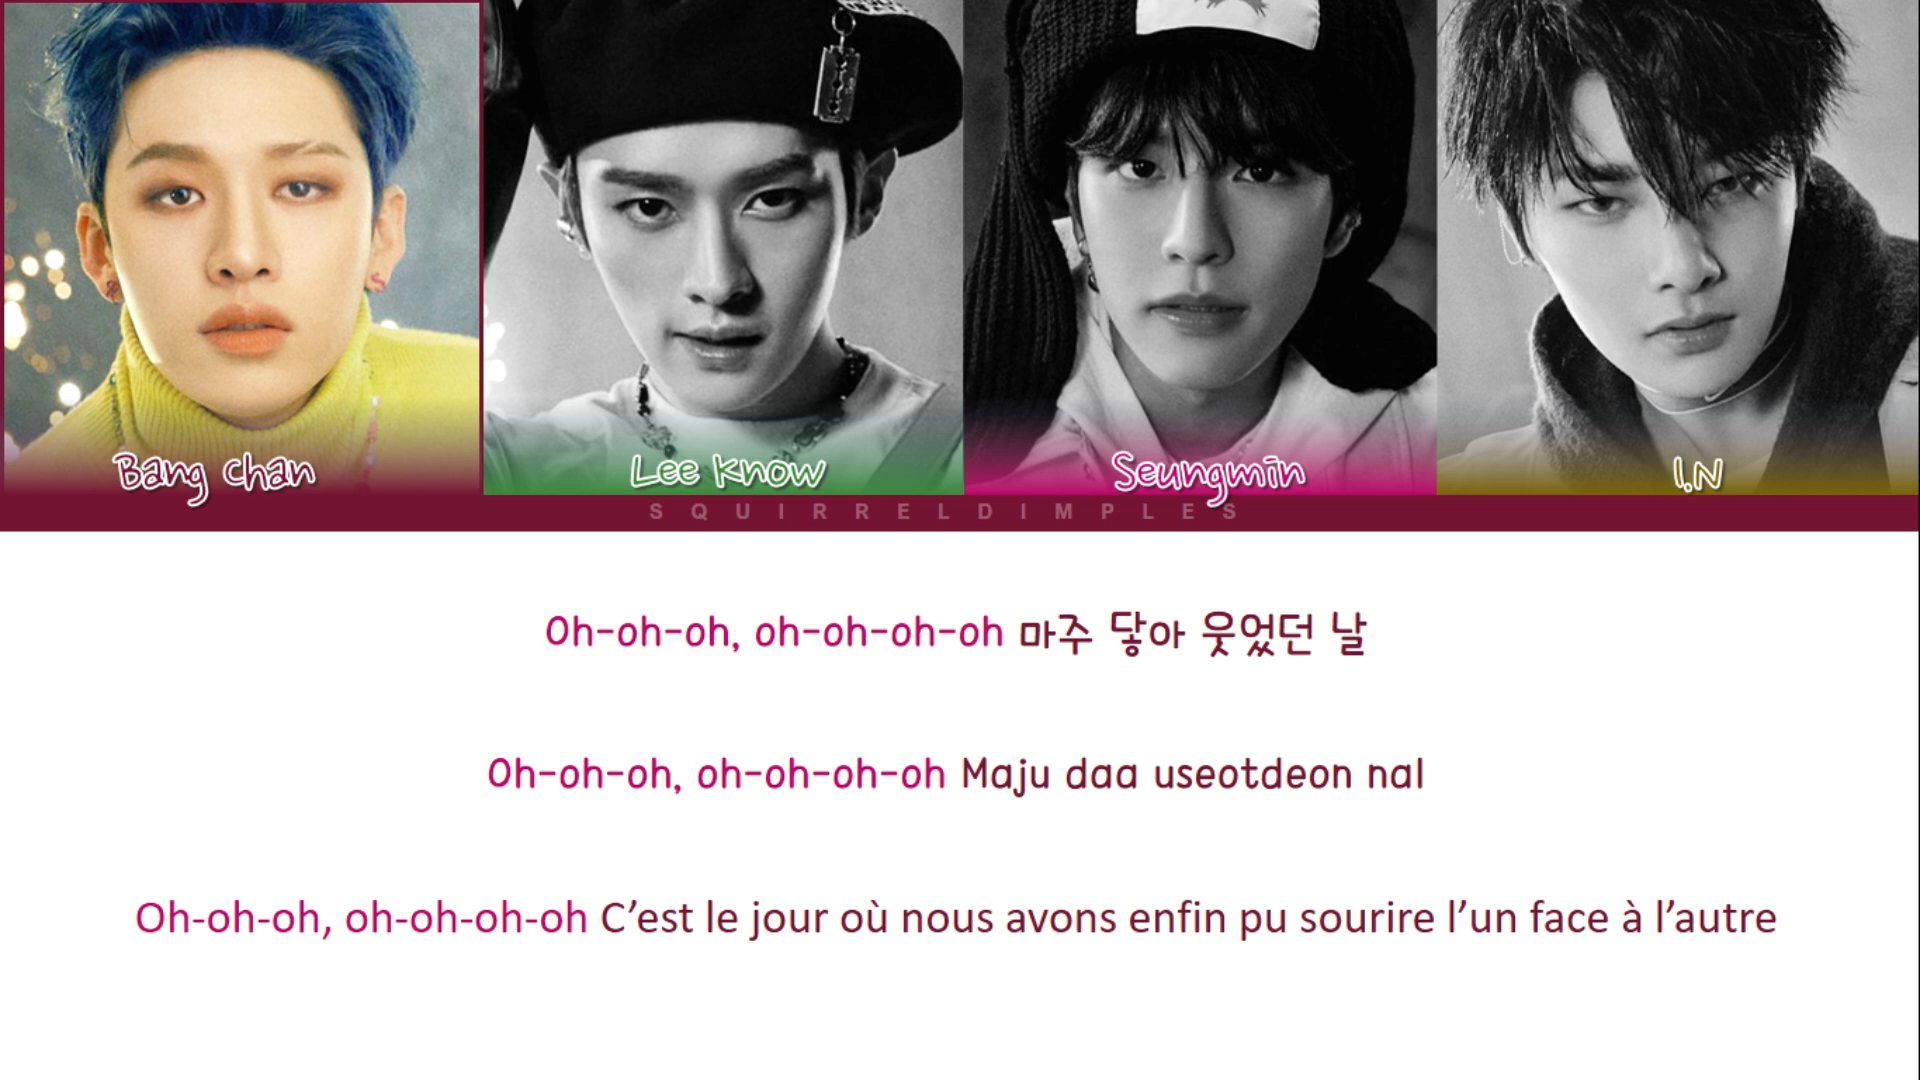 Bang Chan
Lee Know
Seungmin
I.N
SQUIRRELDIMPLES
Oh-oh-oh, oh-oh-oh-oh 마주 닿아 웃었던 날
Oh-oh-oh, oh-oh-oh-oh Maju daa useotdeon nal
Oh-oh-oh, oh-oh-oh-oh C’est le jour où nous avons enfin pu sourire l’un face à l’autre